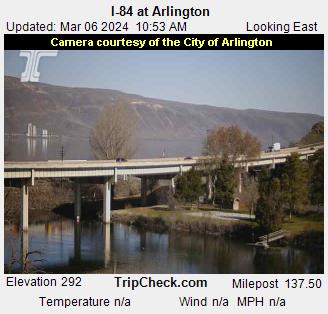 I-84 at Arlington
Updated: Mar 06 2024 10:53 AM Looking East
Camera courtesy of the City of Arlington
Elevation 292 TripCheck.com Milepost 137.50
Temperature n/a Wind n/a MPH n/a